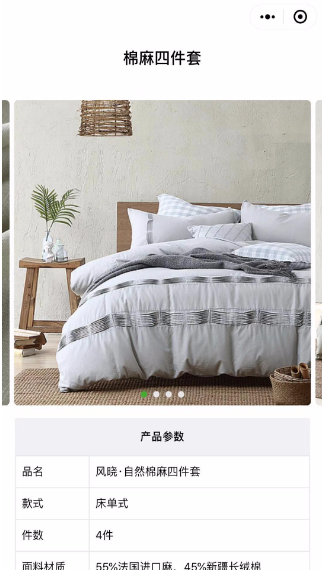 棉麻四件套
产品参数
品名 风晓·自然棉麻四件套
款式 床单式
件数 4件
面料材质 55%法国进口麻，45%新疆长绒棉